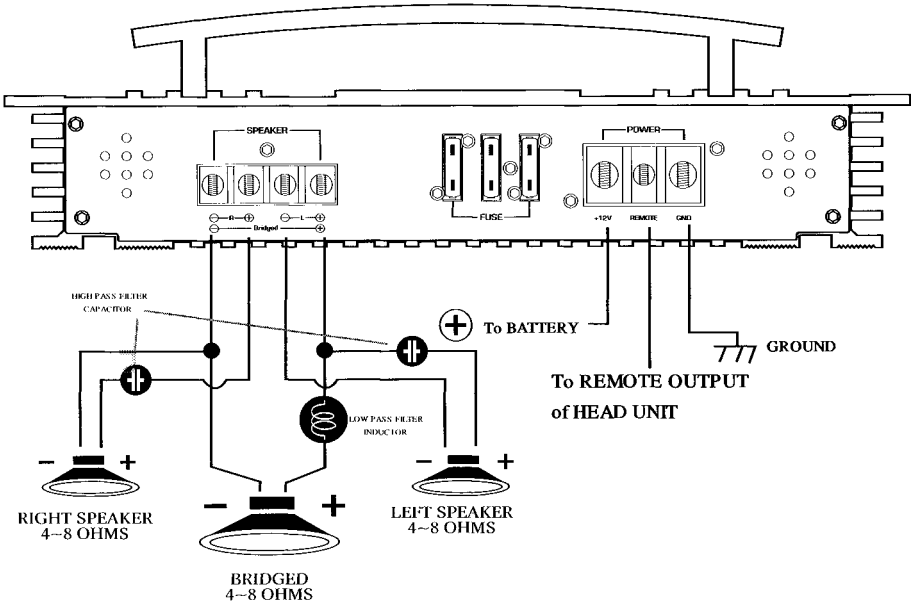 SPEAKER
POWER
FUSE
+12V REMOTE GND
⊖ R ⊕ ⊖ L ⊕
⊖ Bridged ⊕
HIGH PASS FILTER
CAPACITOR
+ To BATTERY
GROUND
To REMOTE OUTPUT
of HEAD UNIT
LOW PASS FILTER
INDUCTOR
− +
RIGHT SPEAKER
4~8 OHMS
− +
LEFT SPEAKER
4~8 OHMS
− +
BRIDGED
4~8 OHMS